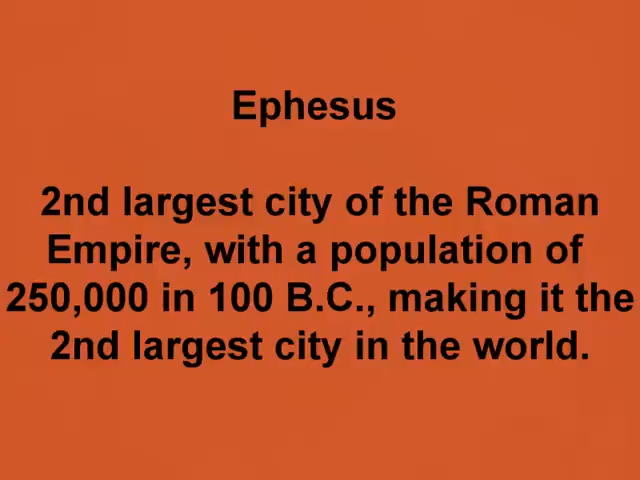 Ephesus
2nd largest city of the Roman
Empire, with a population of
250,000 in 100 B.C., making it the
2nd largest city in the world.